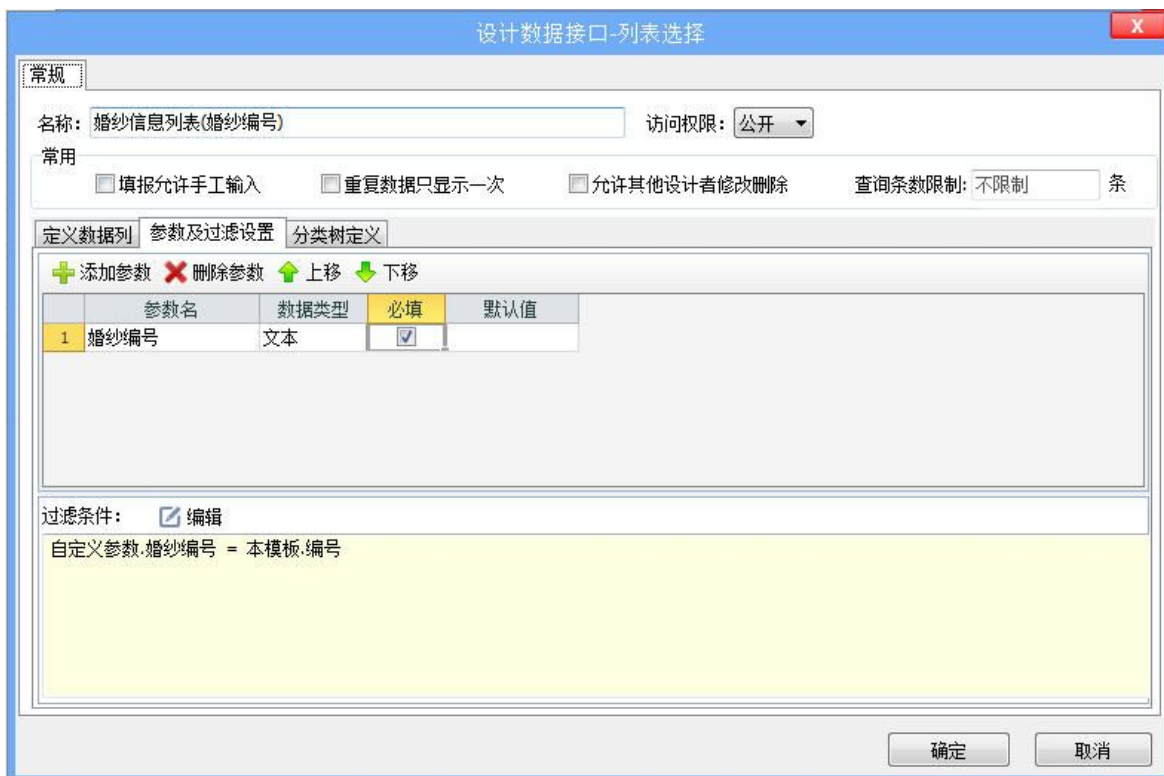 设计数据接口-列表选择
X
常规
名称: 婚纱信息列表(婚纱编号) 访问权限: 公开
常用
填报允许手工输入 重复数据只显示一次 允许其他设计者修改删除 查询条数限制: 不限制 条
定义数据列 参数及过滤设置 分类树定义
添加参数 删除参数 上移 下移
参数名 数据类型 必填 默认值
1 婚纱编号 文本
过滤条件: 编辑
自定义参数.婚纱编号 = 本模板.编号
确定 取消